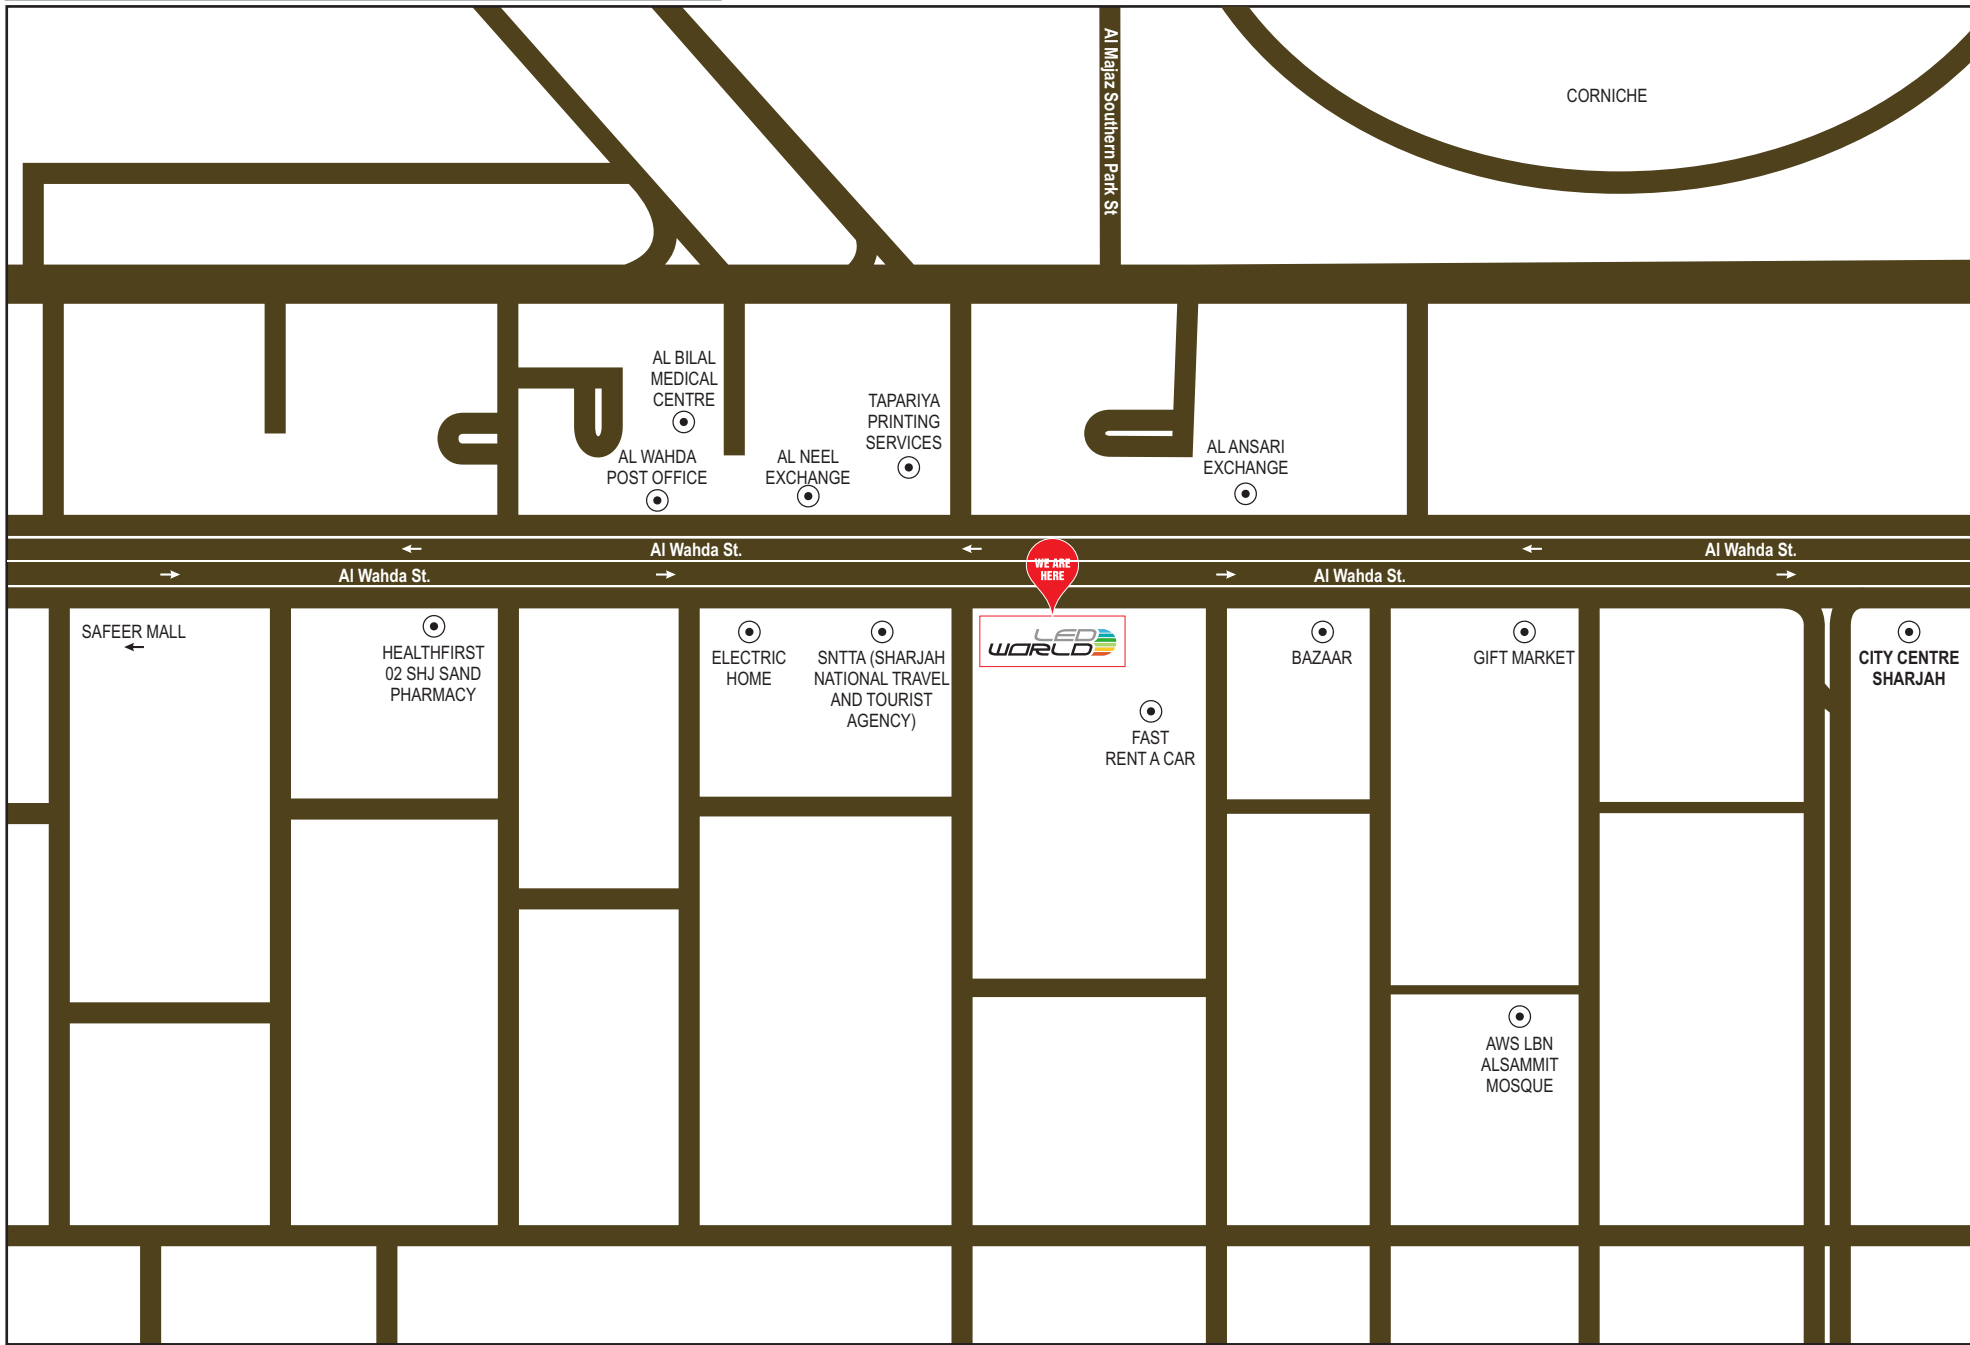 Al Majaz Southern Park St
CORNICHE
AL BILAL
MEDICAL
CENTRE
TAPARIYA
PRINTING
SERVICES
AL WAHDA
POST OFFICE
AL NEEL
EXCHANGE
AL ANSARI
EXCHANGE
Al Wahda St.
Al Wahda St.
Al Wahda St.
Al Wahda St.
WE ARE
HERE
SAFEER MALL
HEALTHFIRST
02 SHJ SAND
PHARMACY
ELECTRIC
HOME
SNTTA (SHARJAH
NATIONAL TRAVEL
AND TOURIST
AGENCY)
LED
WORLD
FAST
RENT A CAR
BAZAAR
GIFT MARKET
CITY CENTRE
SHARJAH
AWS LBN
ALSAMMIT
MOSQUE